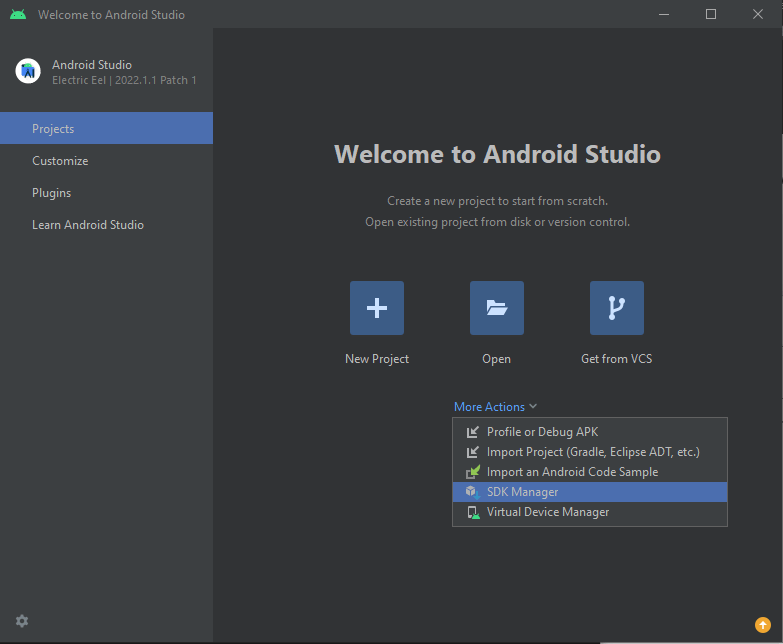 Welcome to Android Studio
Android Studio
Electric Eel | 2022.1.1 Patch 1
Projects
Customize
Plugins
Learn Android Studio
Welcome to Android Studio
Create a new project to start from scratch.
Open existing project from disk or version control.
New Project
Open
Get from VCS
More Actions
Profile or Debug APK
Import Project (Gradle, Eclipse ADT, etc.)
Import an Android Code Sample
SDK Manager
Virtual Device Manager